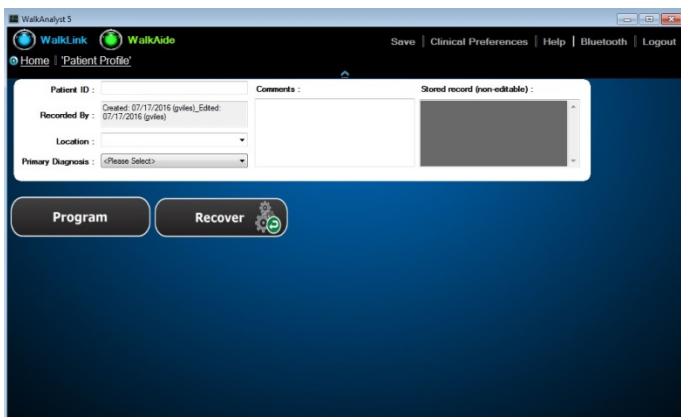 WalkAnalyst 5
WalkLink WalkAide
Save | Clinical Preferences | Help | Bluetooth | Logout
Home | 'Patient Profile'
Patient ID :
Comments :
Stored record (non-editable) :
Recorded By : Created: 07/17/2016 (gviles)_Edited:
07/17/2016 (gviles)
Location :
Primary Diagnosis : <Please Select>
Program
Recover